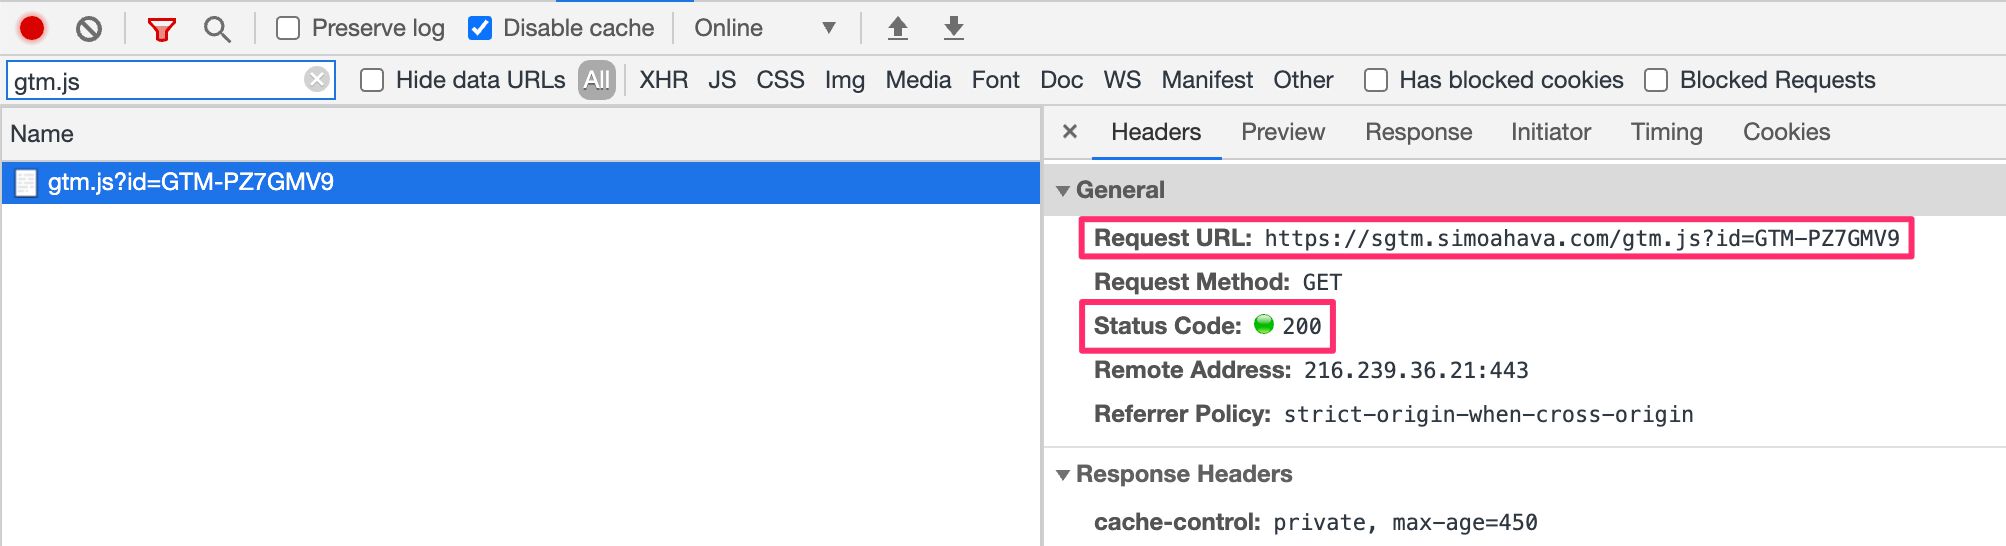 Preserve log Disable cache Online
gtm.js Hide data URLs All XHR JS CSS Img Media Font Doc WS Manifest Other Has blocked cookies Blocked Requests
Name
gtm.js?id=GTM-PZ7GMV9
× Headers Preview Response Initiator Timing Cookies
General
Request URL: https://sgtm.simoahava.com/gtm.js?id=GTM-PZ7GMV9
Request Method: GET
Status Code: 200
Remote Address: 216.239.36.21:443
Referrer Policy: strict-origin-when-cross-origin
Response Headers
cache-control: private, max-age=450